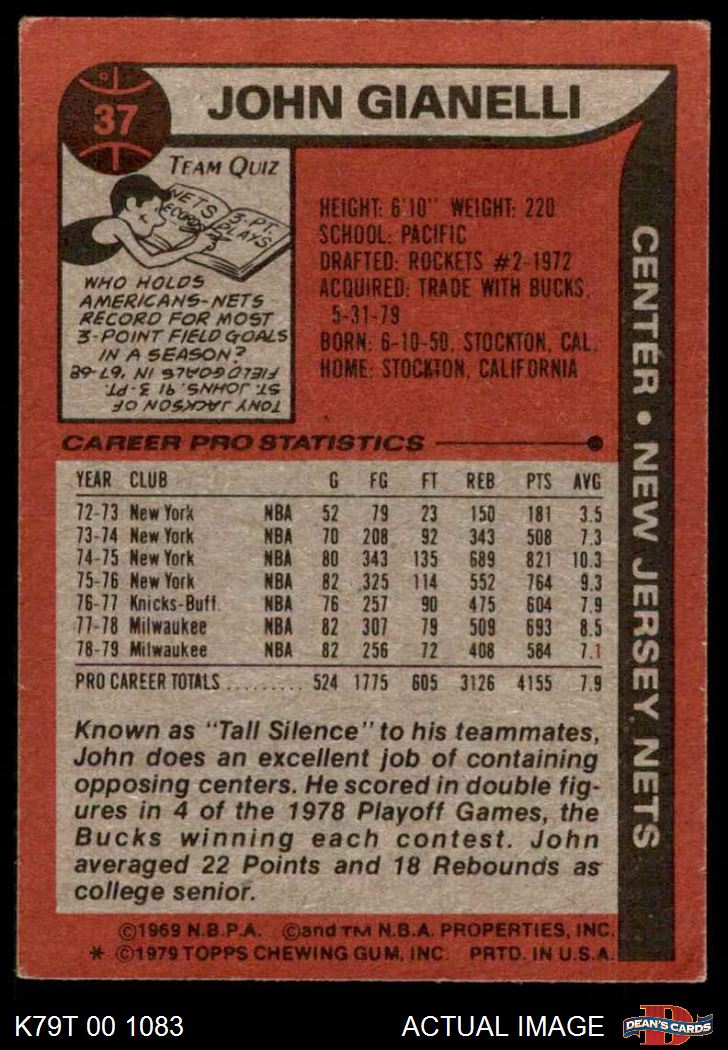 37
JOHN GIANELLI
TEAM QUIZ
NETS RECORDS
3-PT. PLAYS
WHO HOLDS
AMERICANS-NETS
RECORD FOR MOST
3-POINT FIELD GOALS
IN A SEASON?
TONY JACKSON OF
ST. JOHNS. 91 3-PT.
FIELD GOALS IN '67-68
HEIGHT: 6'10" WEIGHT: 220
SCHOOL: PACIFIC
DRAFTED: ROCKETS #2-1972
ACQUIRED: TRADE WITH BUCKS,
5-31-79
BORN: 6-10-50, STOCKTON, CAL.
HOME: STOCKTON, CALIFORNIA
CENTER • NEW JERSEY NETS
CAREER PRO STATISTICS
YEAR CLUB G FG FT REB PTS AVG
72-73 New York NBA 52 79 23 150 181 3.5
73-74 New York NBA 70 208 92 343 508 7.3
74-75 New York NBA 80 343 135 689 821 10.3
75-76 New York NBA 82 325 114 552 764 9.3
76-77 Knicks-Buff. NBA 76 257 90 475 604 7.9
77-78 Milwaukee NBA 82 307 79 509 693 8.5
78-79 Milwaukee NBA 82 256 72 408 584 7.1
PRO CAREER TOTALS ......... 524 1775 605 3126 4155 7.9
Known as "Tall Silence" to his teammates,
John does an excellent job of containing
opposing centers. He scored in double fig-
ures in 4 of the 1978 Playoff Games, the
Bucks winning each contest. John
averaged 22 Points and 18 Rebounds as
college senior.
©1969 N.B.P.A. ©and TM N.B.A. PROPERTIES, INC.
* ©1979 TOPPS CHEWING GUM, INC. PRTD. IN U.S.A.
K79T 00 1083
ACTUAL IMAGE
D
DEAN'S CARDS